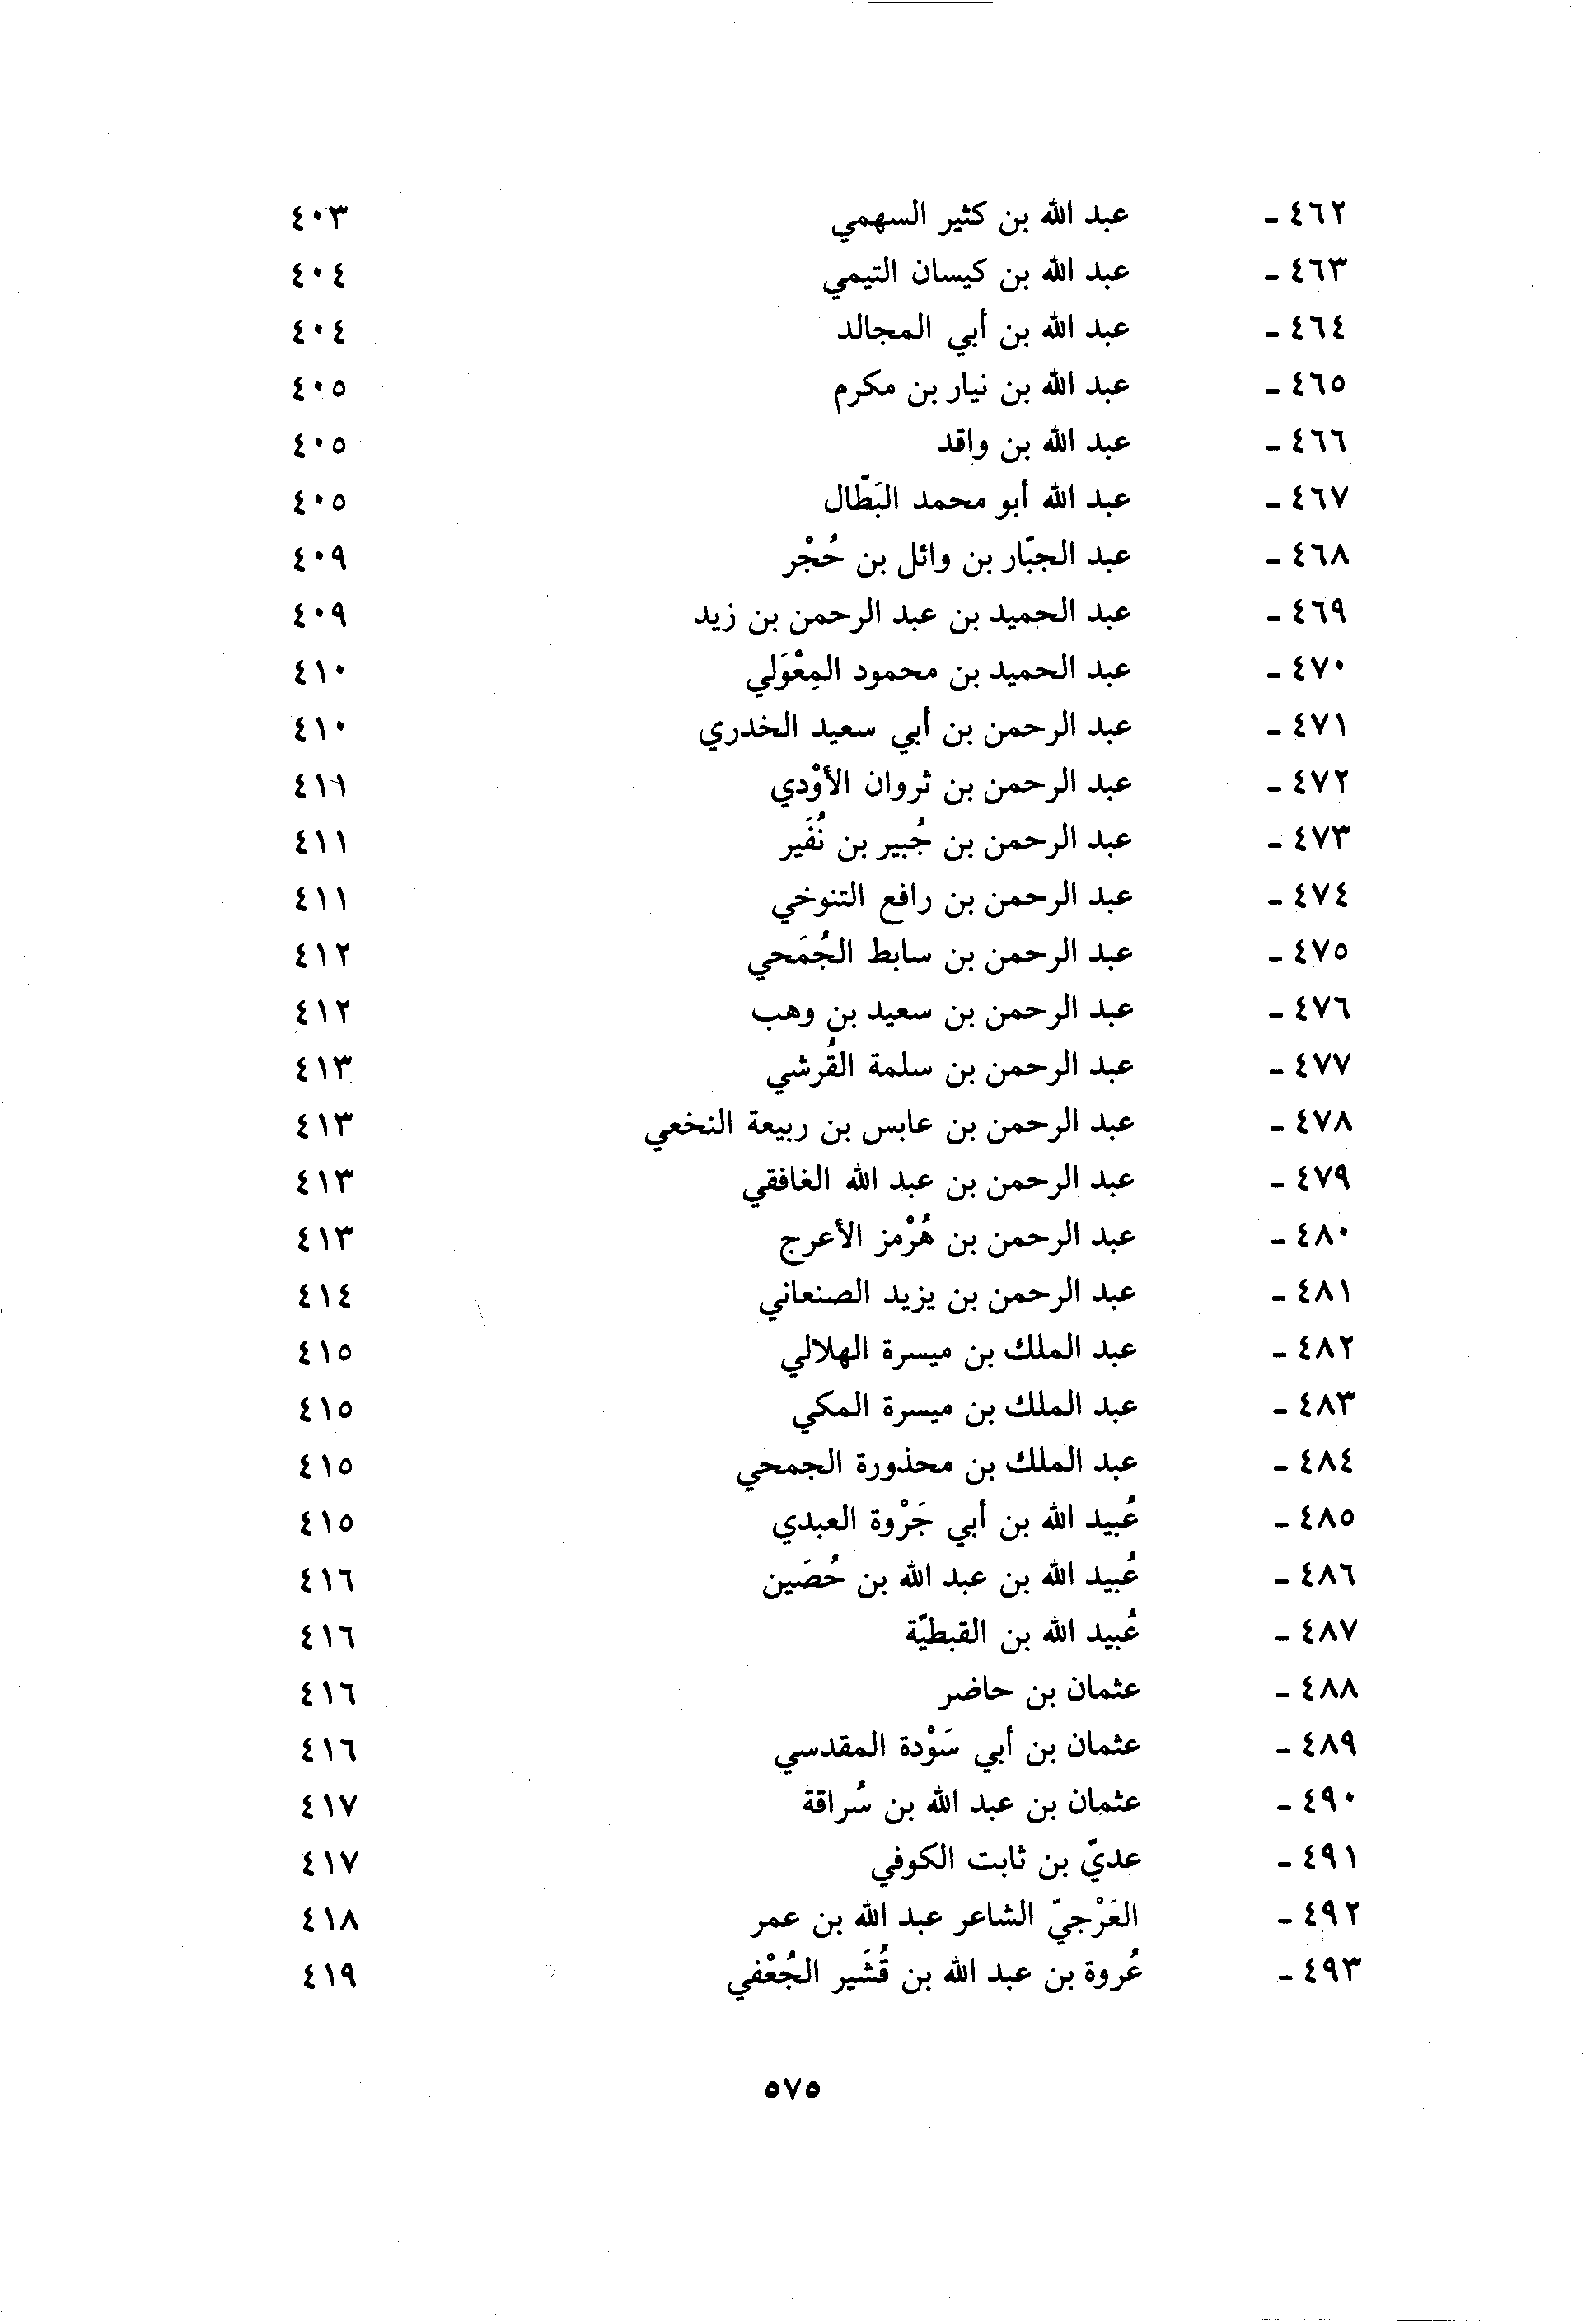 ٤٦٢ - عبد الله بن كثير السهمي ٤٠٣
٤٦٣ - عبد الله بن كيسان التيمي ٤٠٤
٤٦٤ - عبد الله بن أبي المجالد ٤٠٤
٤٦٥ - عبد الله بن نيار بن مكرم ٤٠٥
٤٦٦ - عبد الله بن واقد ٤٠٥
٤٦٧ - عبد الله أبو محمد البَطّال ٤٠٥
٤٦٨ - عبد الجبّار بن وائل بن حُجْر ٤٠٩
٤٦٩ - عبد الحميد بن عبد الرحمن بن زيد ٤٠٩
٤٧٠ - عبد الحميد بن محمود المِعْوَلي ٤١٠
٤٧١ - عبد الرحمن بن أبي سعيد الخدري ٤١٠
٤٧٢ - عبد الرحمن بن ثروان الأوْدي ٤١١
٤٧٣ - عبد الرحمن بن جُبير بن نُفَير ٤١١
٤٧٤ - عبد الرحمن بن رافع التنوخي ٤١١
٤٧٥ - عبد الرحمن بن سابط الجُمَحي ٤١٢
٤٧٦ - عبد الرحمن بن سعيد بن وهب ٤١٢
٤٧٧ - عبد الرحمن بن سلمة القُرشي ٤١٣
٤٧٨ - عبد الرحمن بن عابس بن ربيعة النخعي ٤١٣
٤٧٩ - عبد الرحمن بن عبد الله الغافقي ٤١٣
٤٨٠ - عبد الرحمن بن هُرْمز الأعرج ٤١٣
٤٨١ - عبد الرحمن بن يزيد الصنعاني ٤١٤
٤٨٢ - عبد الملك بن ميسرة الهلالي ٤١٥
٤٨٣ - عبد الملك بن ميسرة المكي ٤١٥
٤٨٤ - عبد الملك بن محذورة الجمحي ٤١٥
٤٨٥ - عُبيد الله بن أبي جَرْوة العبدي ٤١٥
٤٨٦ - عُبيد الله بن عبد الله بن حُصَين ٤١٦
٤٨٧ - عُبيد الله بن القبطيّة ٤١٦
٤٨٨ - عثمان بن حاضر ٤١٦
٤٨٩ - عثمان بن أبي سَوْدة المقدسي ٤١٦
٤٩٠ - عثمان بن عبد الله بن سُراقة ٤١٧
٤٩١ - عديّ بن ثابت الكوفي ٤١٧
٤٩٢ - العَرْجيّ الشاعر عبد الله بن عمر ٤١٨
٤٩٣ - عُروة بن عبد الله بن قُشَير الجُعْفي ٤١٩
٥٧٥